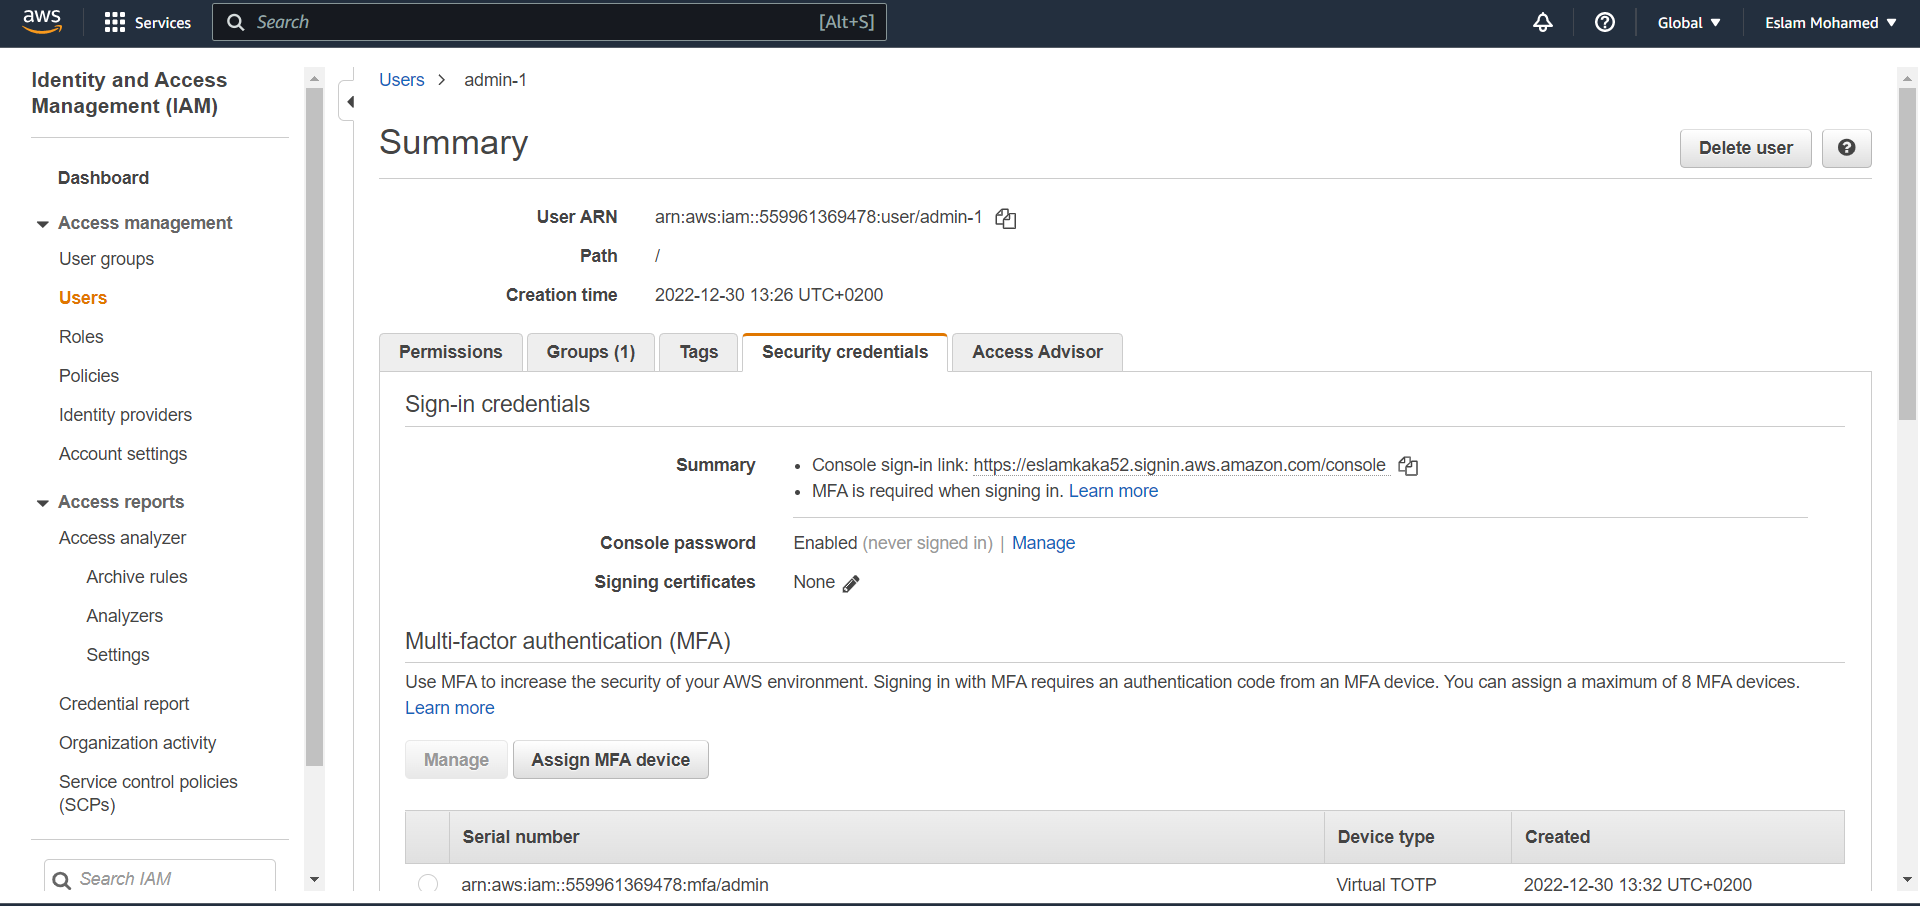 aws
Services
Search
[Alt+S]
Global
Eslam Mohamed
Identity and Access
Management (IAM)
Dashboard
Access management
User groups
Users
Roles
Policies
Identity providers
Account settings
Access reports
Access analyzer
Archive rules
Analyzers
Settings
Credential report
Organization activity
Service control policies
(SCPs)
Search IAM
Users > admin-1
Summary
Delete user
User ARN arn:aws:iam::559961369478:user/admin-1
Path /
Creation time 2022-12-30 13:26 UTC+0200
Permissions Groups (1) Tags Security credentials Access Advisor
Sign-in credentials
Summary • Console sign-in link: https://eslamkaka52.signin.aws.amazon.com/console
• MFA is required when signing in. Learn more
Console password Enabled (never signed in) | Manage
Signing certificates None
Multi-factor authentication (MFA)
Use MFA to increase the security of your AWS environment. Signing in with MFA requires an authentication code from an MFA device. You can assign a maximum of 8 MFA devices.
Learn more
Manage Assign MFA device
Serial number Device type Created
arn:aws:iam::559961369478:mfa/admin Virtual TOTP 2022-12-30 13:32 UTC+0200